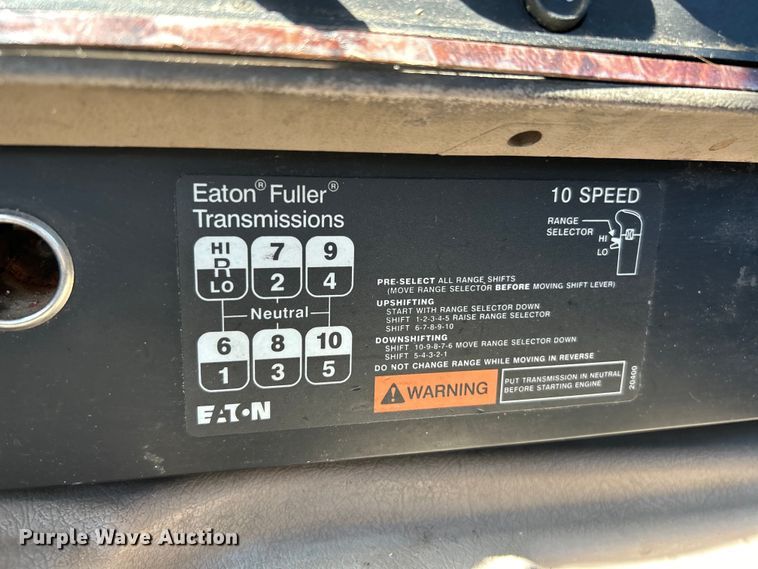 Eaton® Fuller®
Transmissions
10 SPEED
RANGE
SELECTOR
HI
LO
HI
R
LO
7
2
9
4
Neutral
6
1
8
3
10
5
PRE-SELECT ALL RANGE SHIFTS
(MOVE RANGE SELECTOR BEFORE MOVING SHIFT LEVER)
UPSHIFTING
START WITH RANGE SELECTOR DOWN
SHIFT 1-2-3-4-5 RAISE RANGE SELECTOR
SHIFT 6-7-8-9-10
DOWNSHIFTING
SHIFT 10-9-8-7-6 MOVE RANGE SELECTOR DOWN
SHIFT 5-4-3-2-1
DO NOT CHANGE RANGE WHILE MOVING IN REVERSE
WARNING
PUT TRANSMISSION IN NEUTRAL
BEFORE STARTING ENGINE
20400
EATON
Purple Wave Auction